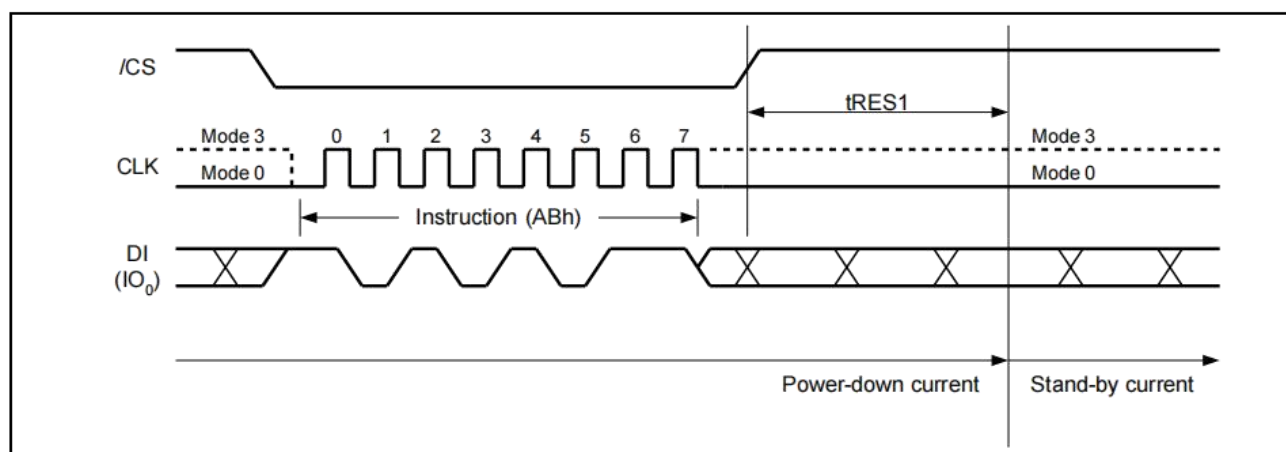 /CS
tRES1
Mode 3 0 1 2 3 4 5 6 7 Mode 3
CLK
Mode 0 Mode 0
Instruction (ABh)
DI
(IO₀)
Power-down current Stand-by current